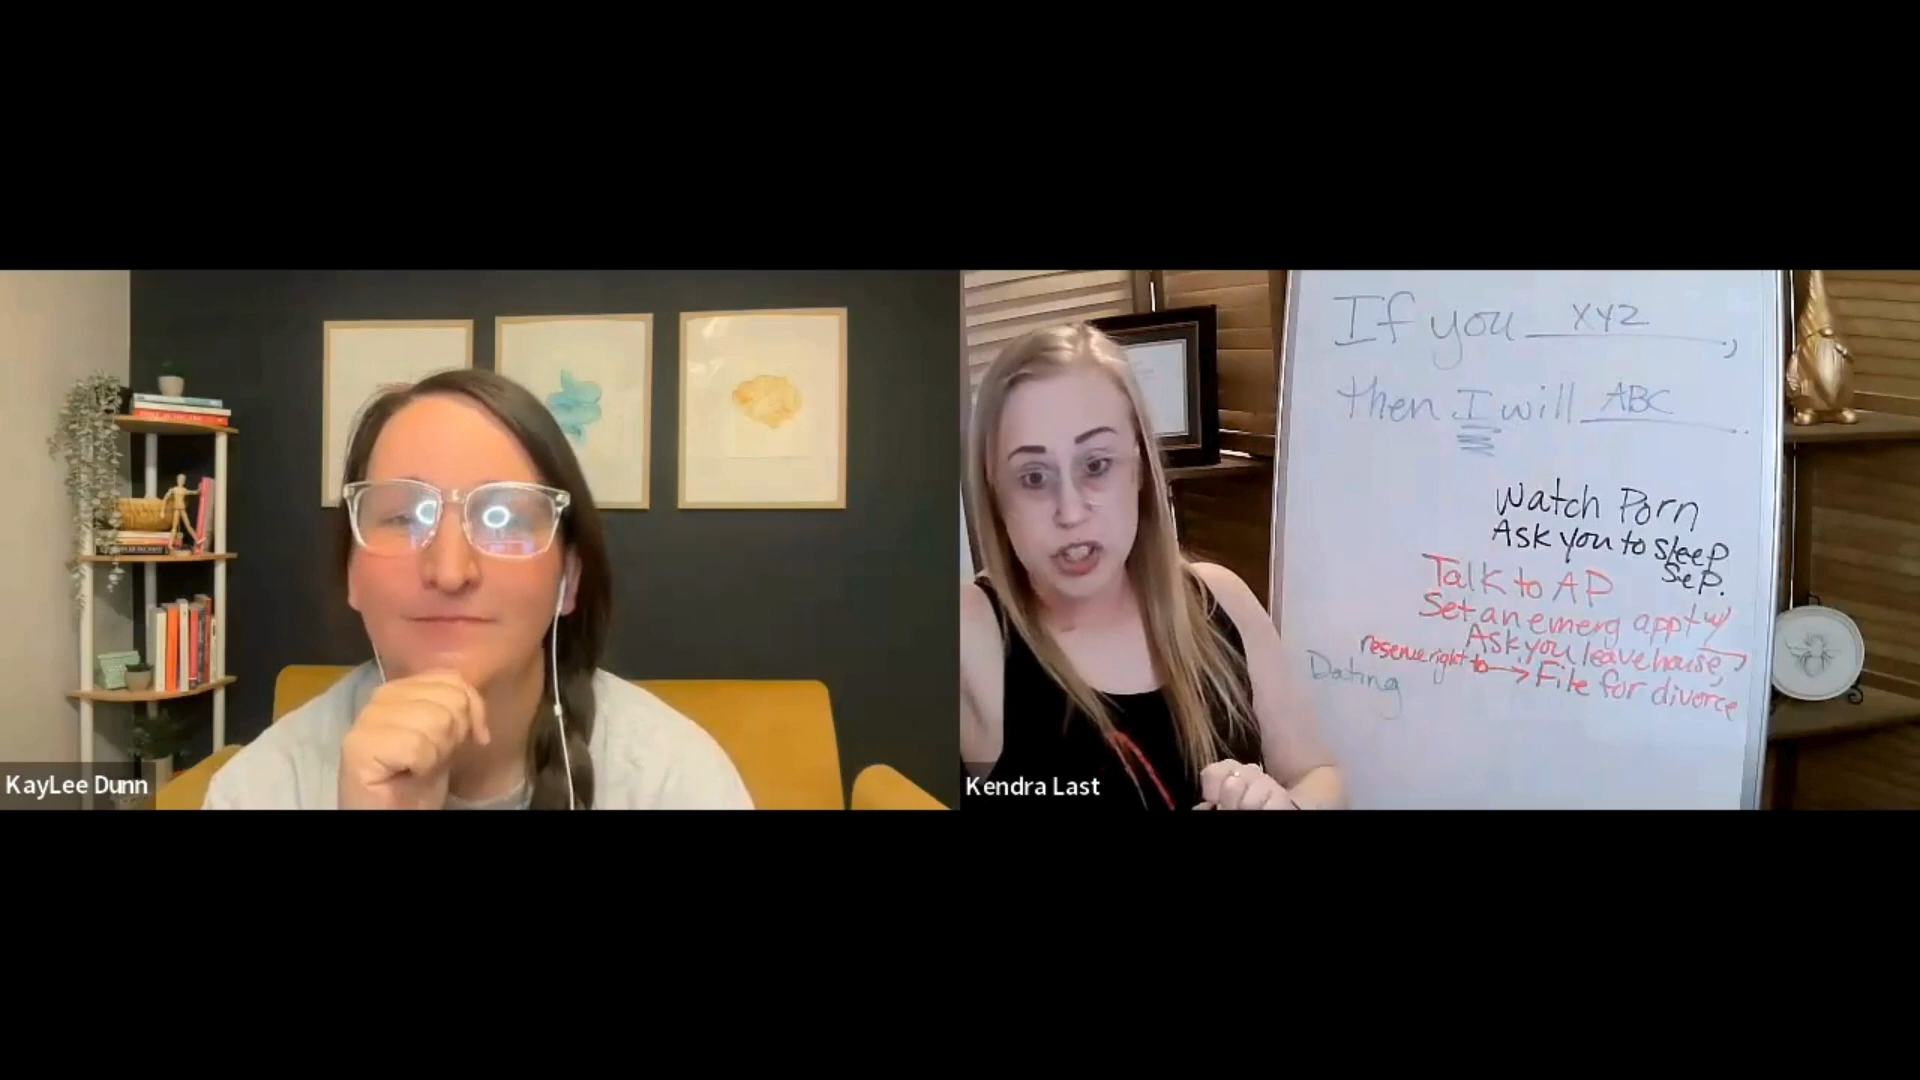 If you XYZ,
then I will ABC.
Watch Porn
Ask you to sleep
Sep.
Talk to AP
Set an emerg appt w/
Ask you leave house,
reserve right to → File for divorce
Dating
KayLee Dunn
Kendra Last